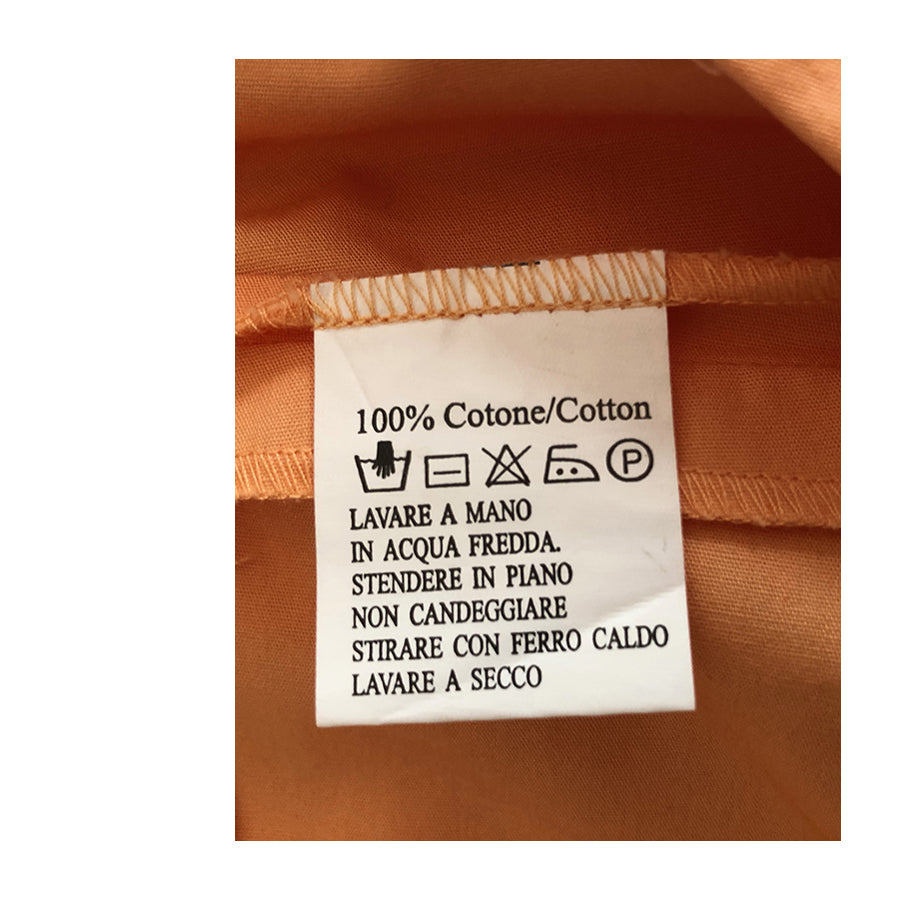 100% Cotone/Cotton
P
LAVARE A MANO
IN ACQUA FREDDA.
STENDERE IN PIANO
NON CANDEGGIARE
STIRARE CON FERRO CALDO
LAVARE A SECCO